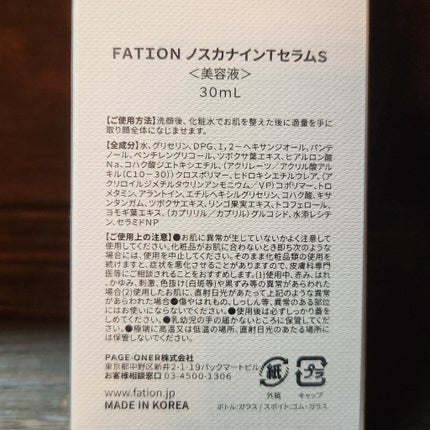 FATION ノスカナインTセラムS
＜美容液＞
30mL
【ご使用方法】洗顔後、化粧水でお肌を整えた後に適量を手に
取り顔全体になじませます。
【全成分】水、グリセリン、DPG、1，2－ヘキサンジオール、パンテ
ノール、ペンチレングリコール、ツボクサ葉エキス、ヒアルロン酸
Na、コハク酸ジエトキシエチル、（アクリレーツ／アクリル酸アル
キル（C10－30））クロスポリマー、ヒドロキシエチルウレア、（ア
クリロイルジメチルタウリンアンモニウム／VP）コポリマー、トロ
メタミン、アラントイン、エチルヘキシルグリセリン、コハク酸、キ
サンタンガム、ツボクサエキス、リンゴ果実エキス、トコフェロール、
ヨモギ葉エキス、（カプリリル／カプリル）グルコシド、水添レシチ
ン、セラミドNP
【ご使用上の注意】●お肌に異常が生じていないかよく注意して
使用してください。化粧品がお肌に合わないとき即ち次のような
場合には、使用を中止してください。そのまま化粧品類の使用を
続けますと、症状を悪化させることがありますので、皮膚科専門
医等にご相談されることをおすすめします。(1)使用中、赤み、はれ、
かゆみ、刺激、色抜け(白斑等)や黒ずみ等の異常があらわれた
場合(2)使用したお肌に、直射日光があたって上記のような異常
があらわれた場合●傷やはれもの、しっしん等、異常のある部位
にはお使いにならないでください。●使用後は必ずしっかり蓋を
しめてください。●乳幼児の手の届かないところに保管してくださ
い。●極端に高温又は低温の場所、直射日光のあたる場所に
は保管しないでください。
PAGE·ONER株式会社
東京都中野区新井2-1-19パックマートビル
お客様相談窓口 03-4500-1306
www.fation.jp
MADE IN KOREA
紙
外箱
プラ
キャップ
ボトル:ガラス / スポイト:ゴム・ガラス